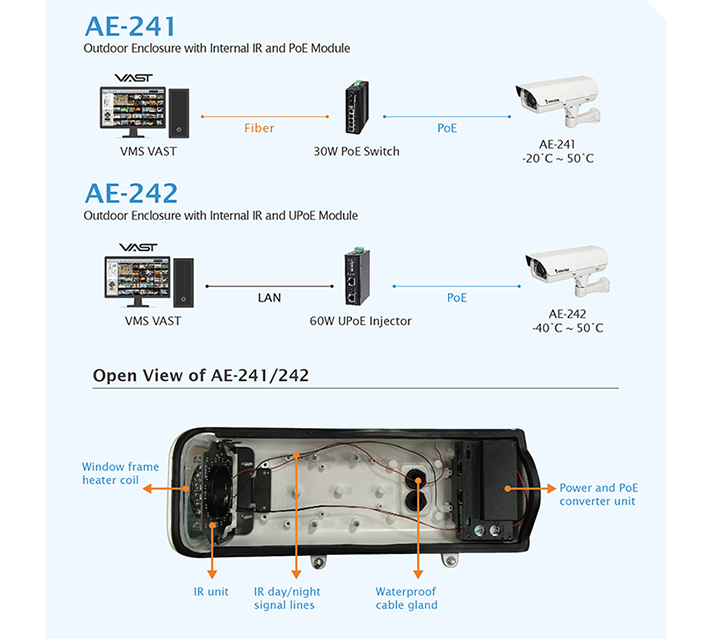 AE-241
Outdoor Enclosure with Internal IR and PoE Module
VAST
Fiber
PoE
VMS VAST
30W PoE Switch
AE-241
-20°C ~ 50°C
AE-242
Outdoor Enclosure with Internal IR and UPoE Module
VAST
LAN
PoE
VMS VAST
60W UPoE Injector
AE-242
-40°C ~ 50°C
Open View of AE-241/242
Window frame
heater coil
Power and PoE
converter unit
IR unit
IR day/night
signal lines
Waterproof
cable gland